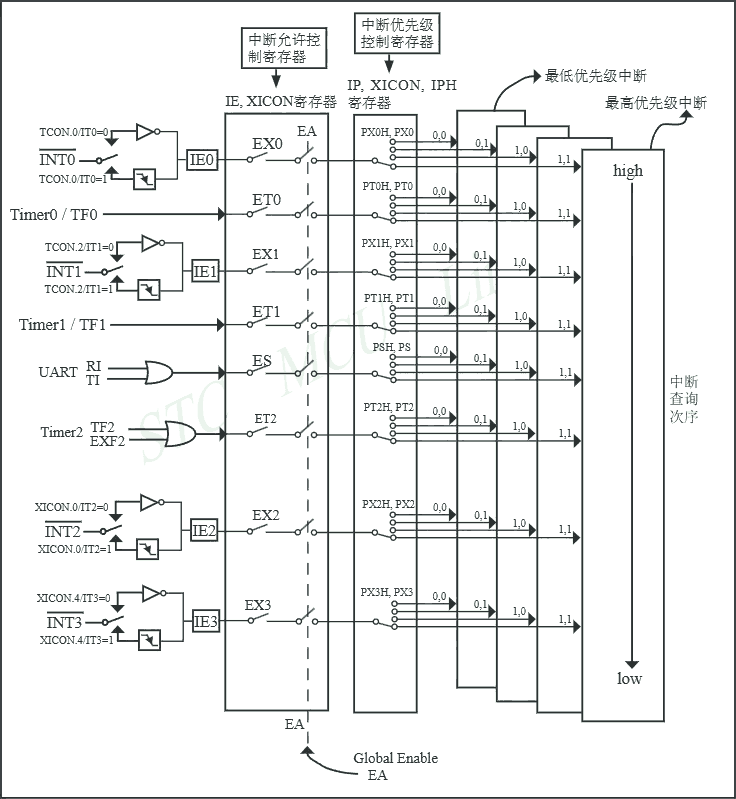 中断允许控
制寄存器
中断优先级
控制寄存器
最低优先级中断
最高优先级中断
IE, XICON寄存器
IP, XICON, IPH
寄存器
EA
TCON.0/IT0=0
INT0
TCON.0/IT0=1
IE0
EX0
PX0H, PX0
0,0
0,1
1,0
1,1
high
Timer0 / TF0
ET0
PT0H, PT0
0,0
0,1
1,0
1,1
TCON.2/IT1=0
INT1
TCON.2/IT1=1
IE1
EX1
PX1H, PX1
0,0
0,1
1,0
1,1
Timer1 / TF1
ET1
PT1H, PT1
0,0
0,1
1,0
1,1
UART RI
TI
ES
PSH, PS
0,0
0,1
1,0
1,1
中断
查询
次序
Timer2 TF2
EXF2
ET2
PT2H, PT2
0,0
0,1
1,0
1,1
XICON.0/IT2=0
INT2
XICON.0/IT2=1
IE2
EX2
PX2H, PX2
0,0
0,1
1,0
1,1
XICON.4/IT3=0
INT3
XICON.4/IT3=1
IE3
EX3
PX3H, PX3
0,0
0,1
1,0
1,1
low
EA
Global Enable
EA
STC MCU